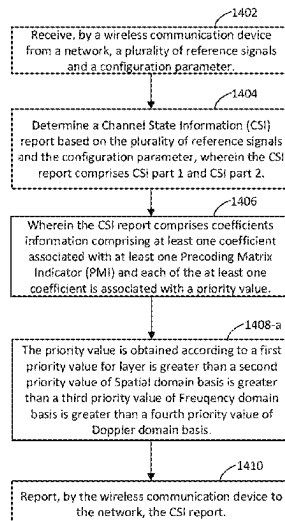 1402
Receive, by a wireless communication device
from a network, a plurality of reference signals
and a configuration parameter.
1404
Determine a Channel State Information (CSI)
report based on the plurality of reference signals
and the configuration parameter, wherein the CSI
report comprises CSI part 1 and CSI part 2.
1406
Wherein the CSI report comprises coefficients
information comprising at least one coefficient
associated with at least one Precoding Matrix
Indicator (PMI) and each of the at least one
coefficient is associated with a priority value.
1408-a
The priority value is obtained according to a first
priority value for layer is greater than a second
priority value of Spatial domain basis is greater
than a third priority value of Freuqency domain
basis is greater than a fourth priority value of
Doppler domain basis.
1410
Report, by the wireless communication device to
the network, the CSI report.